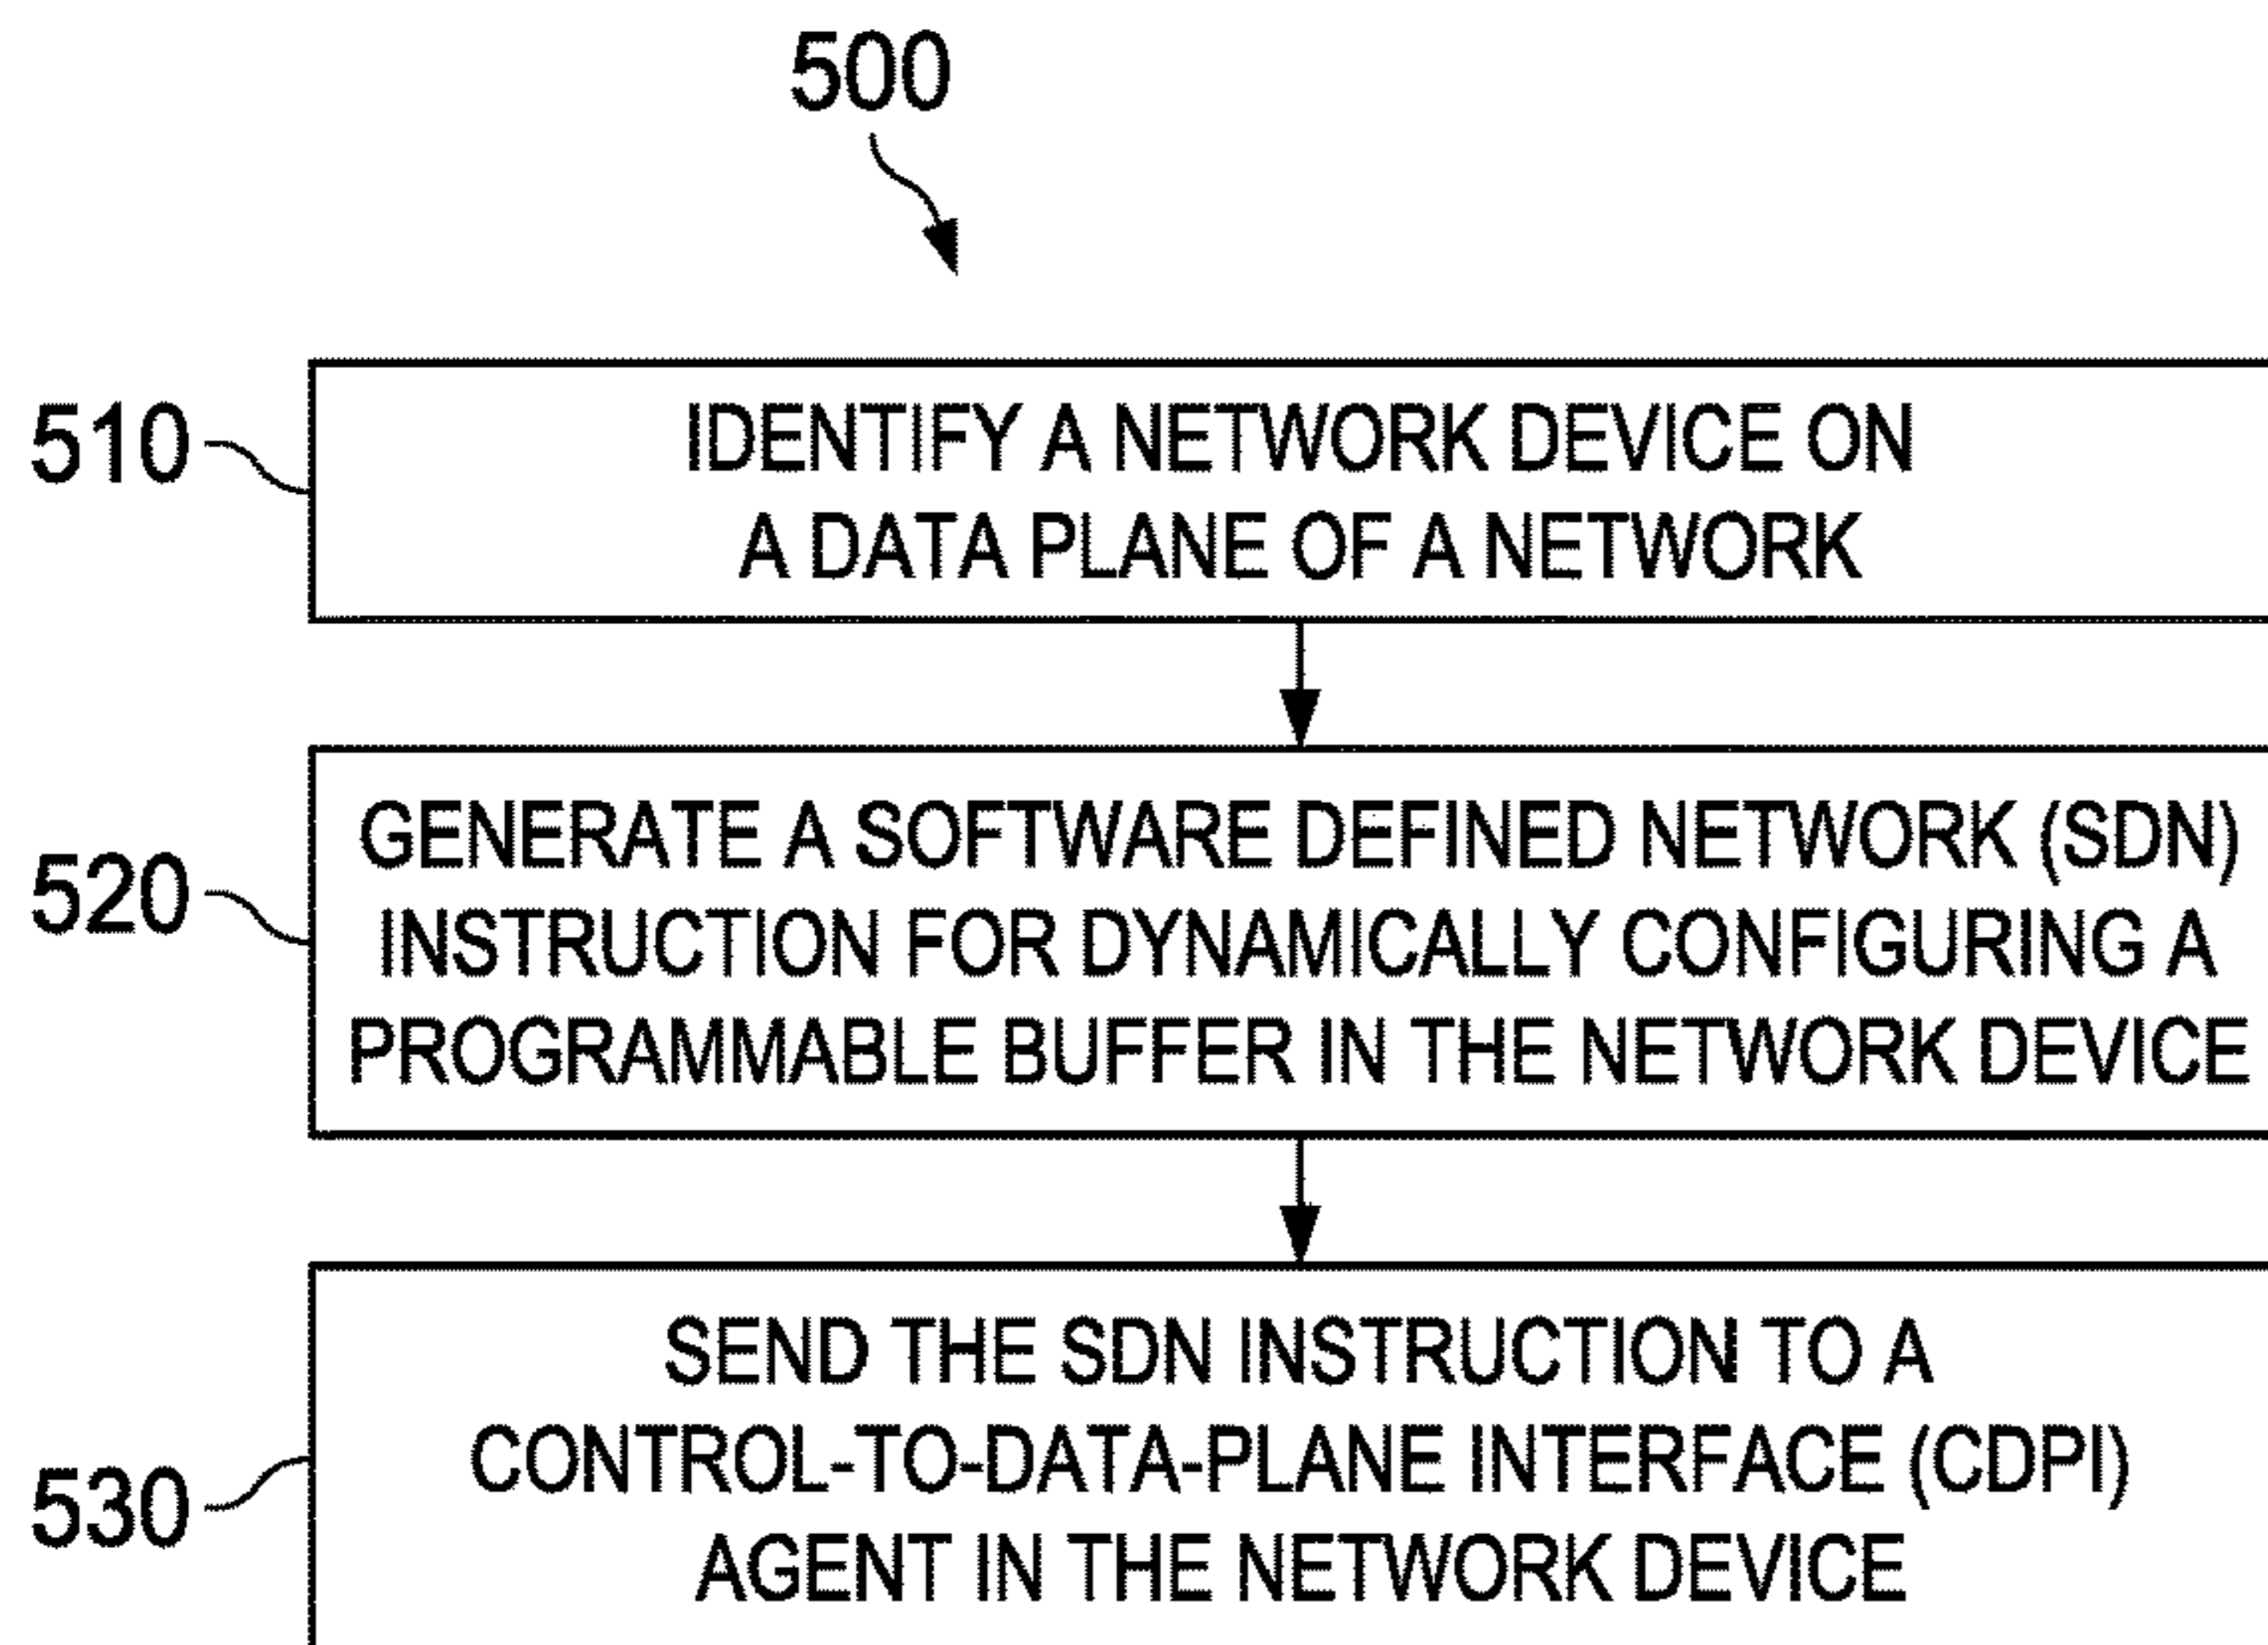 500
510
IDENTIFY A NETWORK DEVICE ON
A DATA PLANE OF A NETWORK
520
GENERATE A SOFTWARE DEFINED NETWORK (SDN)
INSTRUCTION FOR DYNAMICALLY CONFIGURING A
PROGRAMMABLE BUFFER IN THE NETWORK DEVICE
530
SEND THE SDN INSTRUCTION TO A
CONTROL-TO-DATA-PLANE INTERFACE (CDPI)
AGENT IN THE NETWORK DEVICE